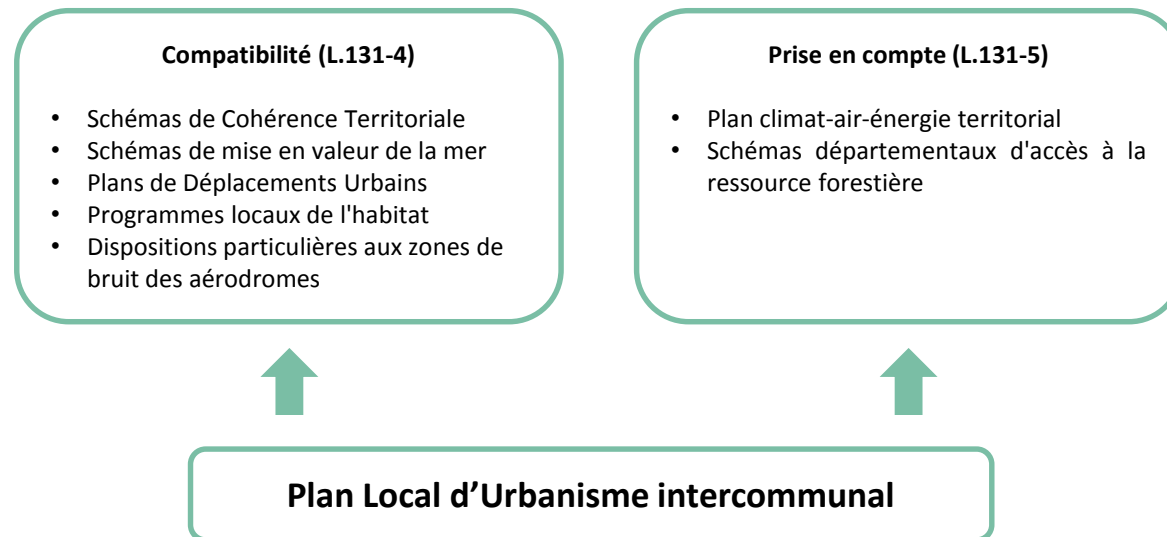 Compatibilité (L.131-4)
• Schémas de Cohérence Territoriale
• Schémas de mise en valeur de la mer
• Plans de Déplacements Urbains
• Programmes locaux de l'habitat
• Dispositions particulières aux zones de
bruit des aérodromes
Prise en compte (L.131-5)
• Plan climat-air-énergie territorial
• Schémas départementaux d'accès à la
ressource forestière
Plan Local d’Urbanisme intercommunal